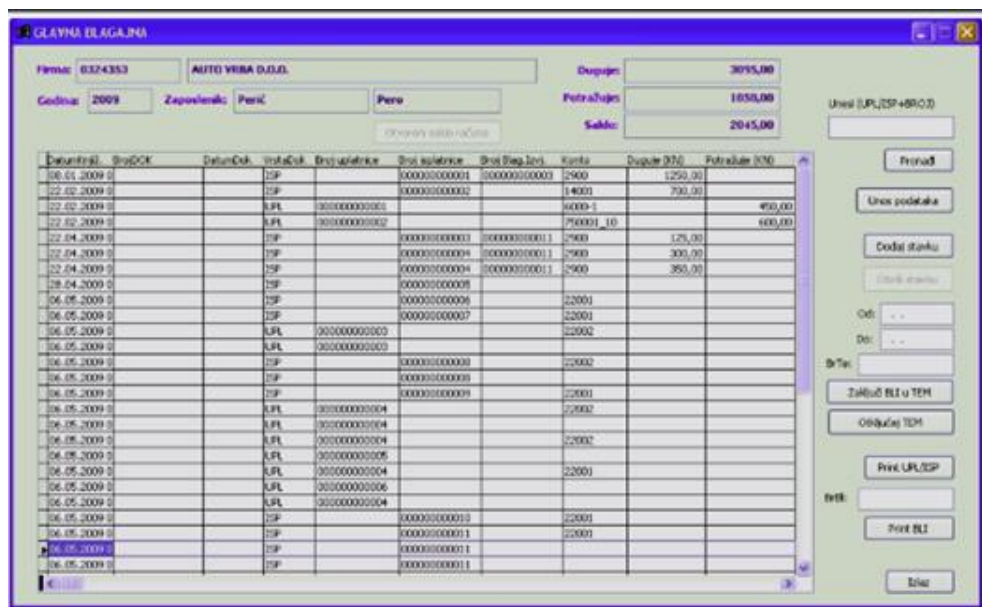 GLAVNA BLAGAJNA
Firma: 0324353 AUTO VRBA D.O.O. Duguje: 3095,00
Godina: 2009 Zaposlenik: Perić Pero Potražuje: 1050,00
Unesi (UPL/ISP+BROJ)
Saldo: 2045,00
DatumKnjiž. BrojDOK DatumDok. VrstaDok. Broj uplatnice Broj isplatnice Broj Blag.Izvj. Konto Duguje (KN) Potražuje (KN)
Pronađi
08.01.2009 0 ISP 000000000001 000000000003 2900 1250,00
22.02.2009 0 ISP 000000000002 14001 700,00
22.02.2009 0 UPL 000000000001 6000-1 450,00
Unos podataka
22.02.2009 0 UPL 000000000002 750001_10 600,00
22.04.2009 0 ISP 000000000003 000000000011 2900 125,00
22.04.2009 0 ISP 000000000004 000000000011 2900 300,00
Dodaj stavku
22.04.2009 0 ISP 000000000004 000000000011 2900 350,00
28.04.2009 0 ISP 000000000005
06.05.2009 0 ISP 000000000006 22001
06.05.2009 0 ISP 000000000007 22001
Od: . .
06.05.2009 0 UPL 000000000003 22002
06.05.2009 0 UPL 000000000003
Do: . .
06.05.2009 0 ISP 000000000008 22002
06.05.2009 0 ISP 000000000008
06.05.2009 0 ISP 000000000009 22001
Zaključi BLI u TEM
06.05.2009 0 UPL 000000000004 22002
06.05.2009 0 UPL 000000000004
Otključaj TEM
06.05.2009 0 UPL 000000000004 22002
06.05.2009 0 UPL 000000000005
06.05.2009 0 UPL 000000000004 22001
Print UPL/ISP
06.05.2009 0 UPL 000000000006
06.05.2009 0 UPL 000000000004
06.05.2009 0 ISP 000000000010 22001
06.05.2009 0 ISP 000000000011 22001
Print BLI
06.05.2009 0 ISP 000000000011
06.05.2009 0 ISP 000000000011
Izlaz